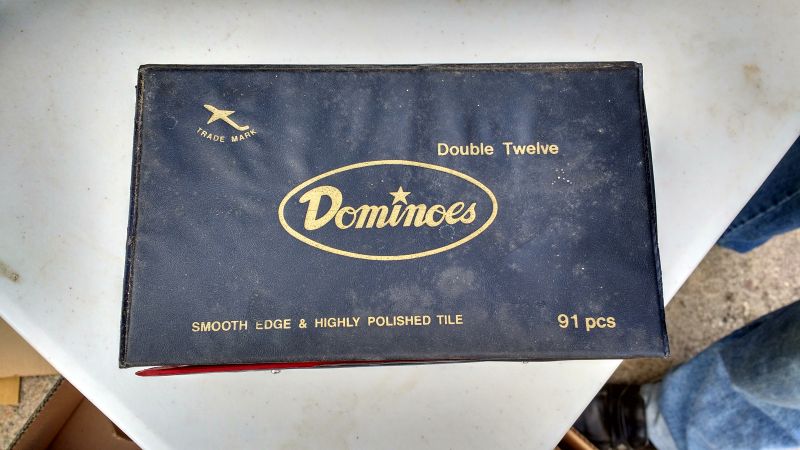 TRADE MARK
Double Twelve
Dominoes
SMOOTH EDGE & HIGHLY POLISHED TILE
91 pcs